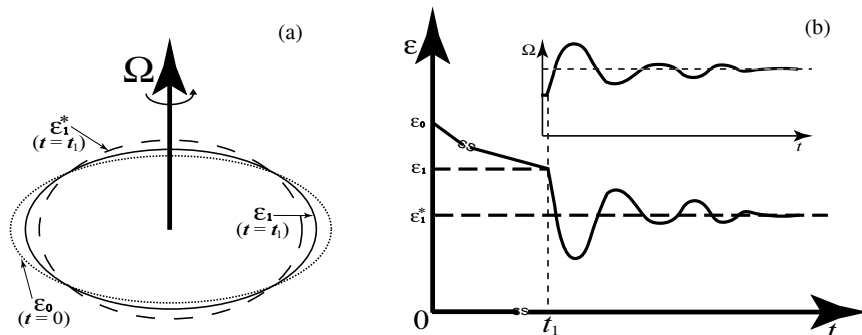 (a)
Ω
ε₁*
(t = t₁)
ε₁
(t = t₁)
ε₀
(t = 0)
(b)
ε
Ω
t
ε₀
ε₁
ε₁*
0
t₁
t